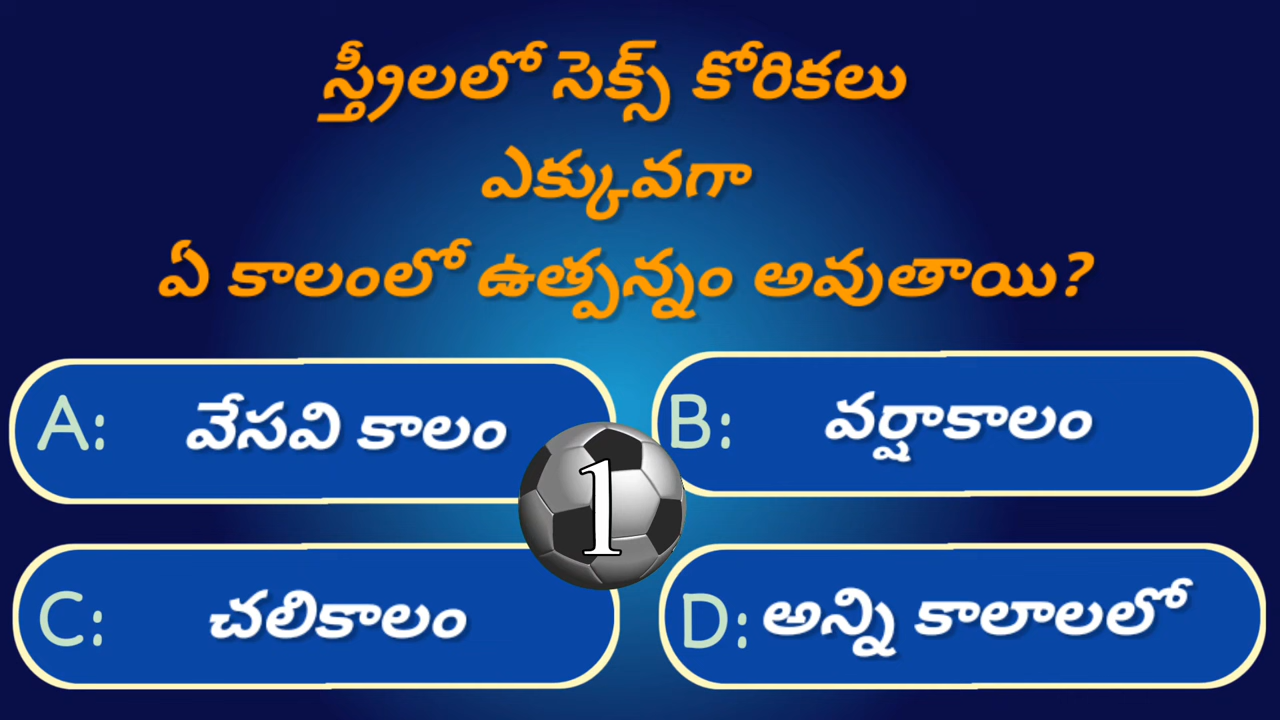 స్త్రీలలో సెక్స్ కోరికలు
ఎక్కువగా
ఏ కాలంలో ఉత్పన్నం అవుతాయి?
A: వేసవి కాలం
B: వర్షాకాలం
1
C: చలికాలం
D: అన్ని కాలాలలో